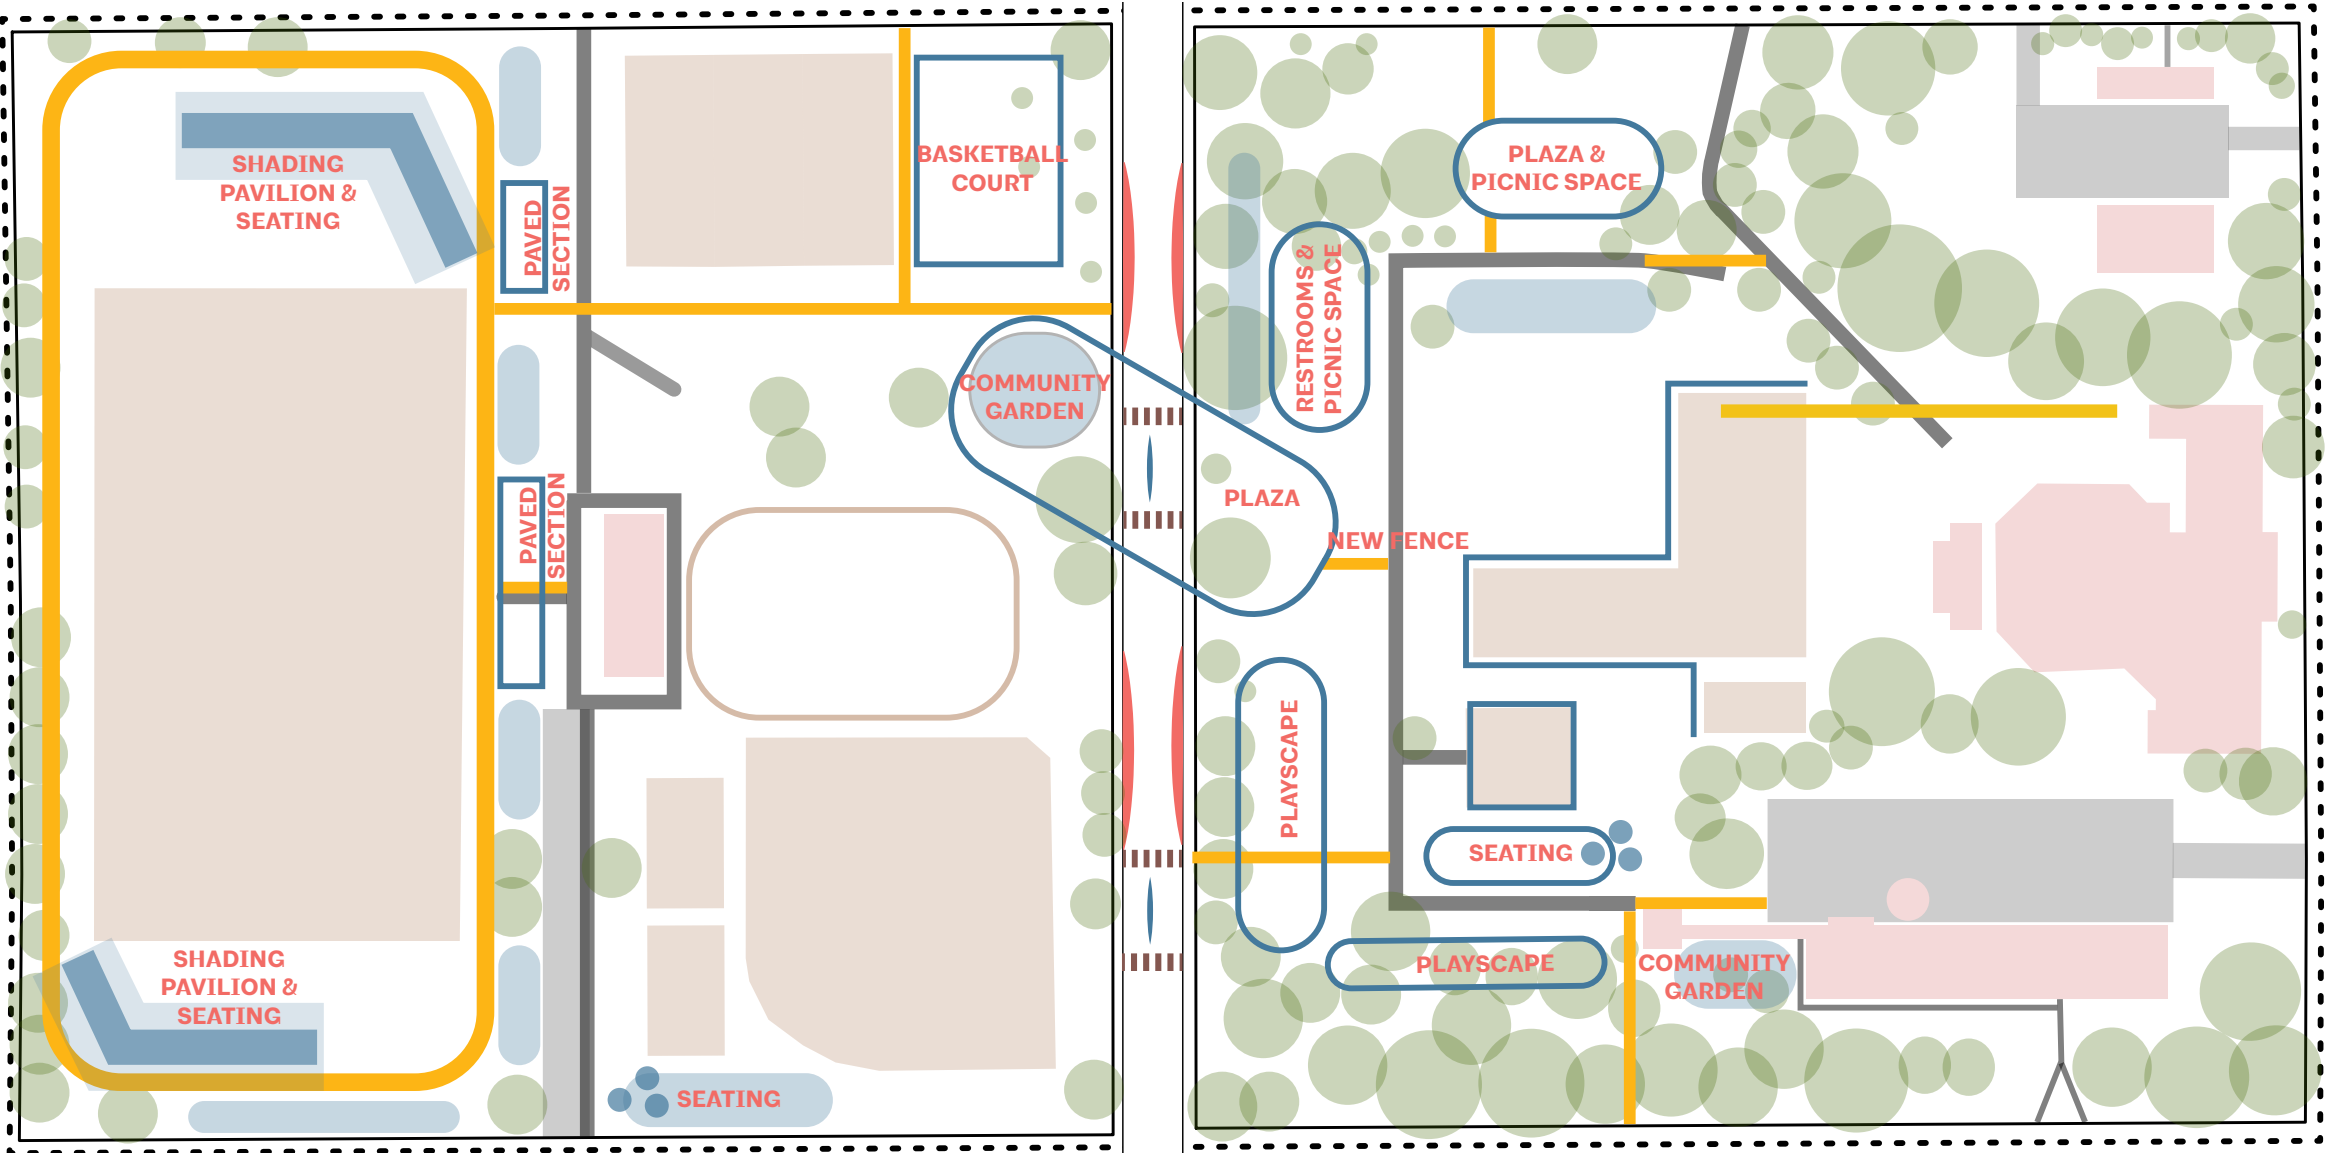 SHADING
PAVILION &
SEATING
PAVED
SECTION
BASKETBALL
COURT
PLAZA &
PICNIC SPACE
RESTROOMS &
PICNIC SPACE
COMMUNITY
GARDEN
PLAZA
NEW FENCE
PAVED
SECTION
PLAYSCAPE
SEATING
SHADING
PAVILION &
SEATING
PLAYSCAPE
COMMUNITY
GARDEN
SEATING